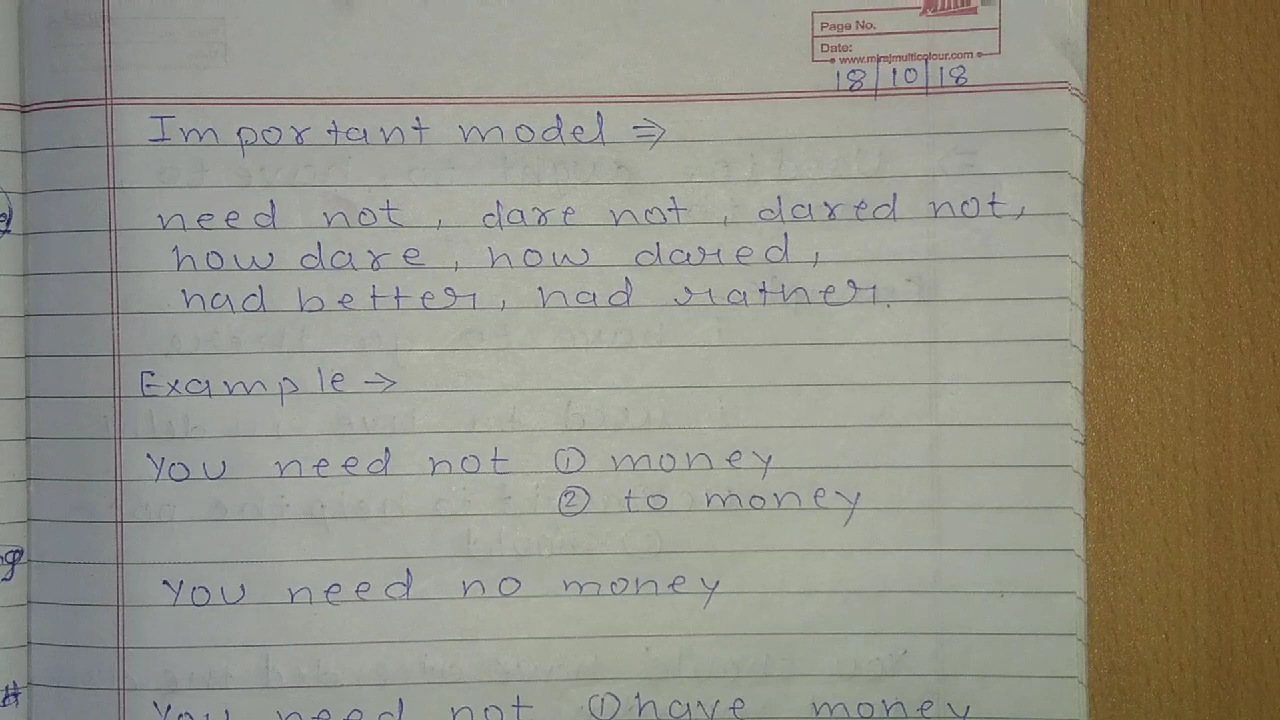 Page No.
Date:
www.mirajmulticolour.com
18/10/18
Important model ⇒
need not, dare not, dared not,
how dare, how dared,
had better, had rather.
Example →
You need not ① money
② to money
You need no money
You need not ① have money